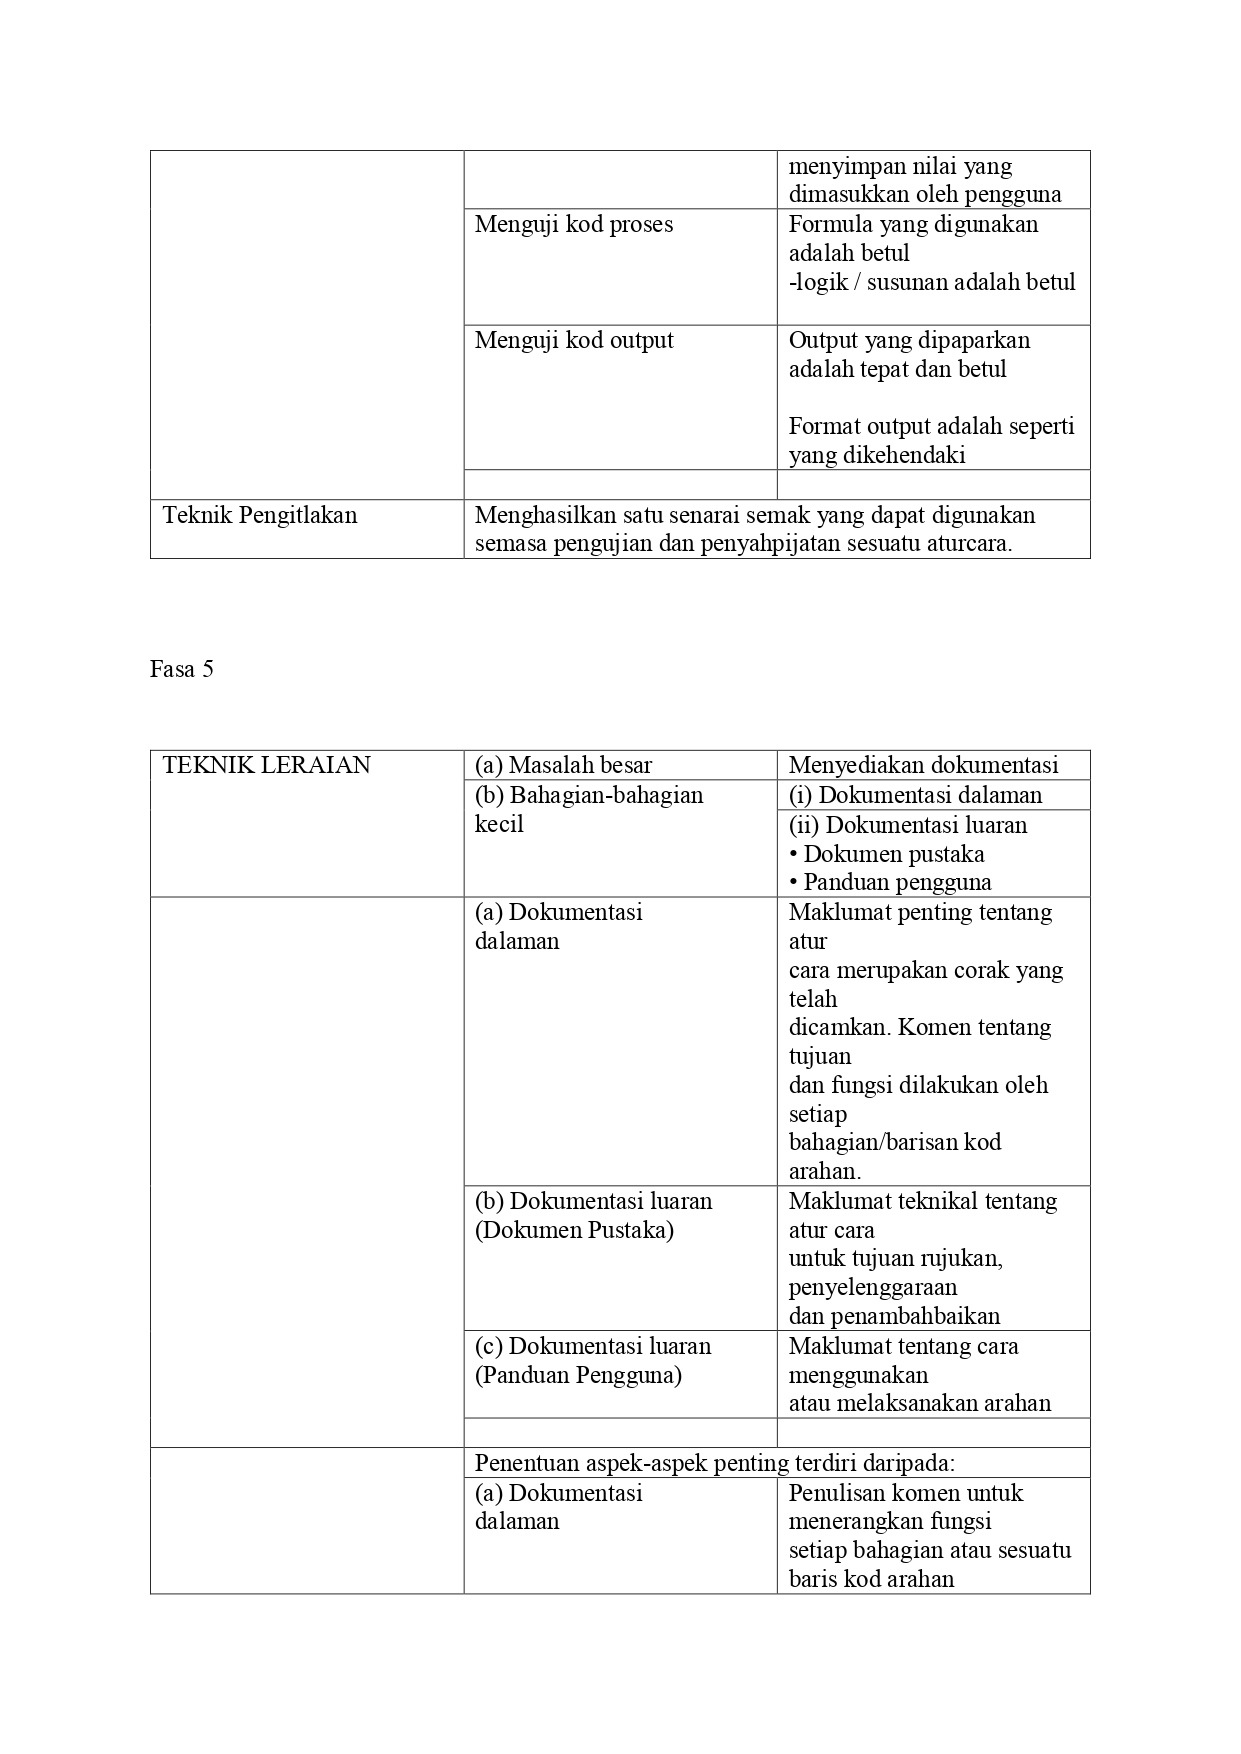 menyimpan nilai yang
dimasukkan oleh pengguna
Menguji kod proses
Formula yang digunakan
adalah betul
-logik / susunan adalah betul
Menguji kod output
Output yang dipaparkan
adalah tepat dan betul
Format output adalah seperti
yang dikehendaki
Teknik Pengitlakan
Menghasilkan satu senarai semak yang dapat digunakan
semasa pengujian dan penyahpijatan sesuatu aturcara.
Fasa 5
TEKNIK LERAIAN
(a) Masalah besar
Menyediakan dokumentasi
(b) Bahagian-bahagian
kecil
(i) Dokumentasi dalaman
(ii) Dokumentasi luaran
• Dokumen pustaka
• Panduan pengguna
(a) Dokumentasi
dalaman
Maklumat penting tentang
atur
cara merupakan corak yang
telah
dicamkan. Komen tentang
tujuan
dan fungsi dilakukan oleh
setiap
bahagian/barisan kod
arahan.
(b) Dokumentasi luaran
(Dokumen Pustaka)
Maklumat teknikal tentang
atur cara
untuk tujuan rujukan,
penyelenggaraan
dan penambahbaikan
(c) Dokumentasi luaran
(Panduan Pengguna)
Maklumat tentang cara
menggunakan
atau melaksanakan arahan
Penentuan aspek-aspek penting terdiri daripada:
(a) Dokumentasi
dalaman
Penulisan komen untuk
menerangkan fungsi
setiap bahagian atau sesuatu
baris kod arahan